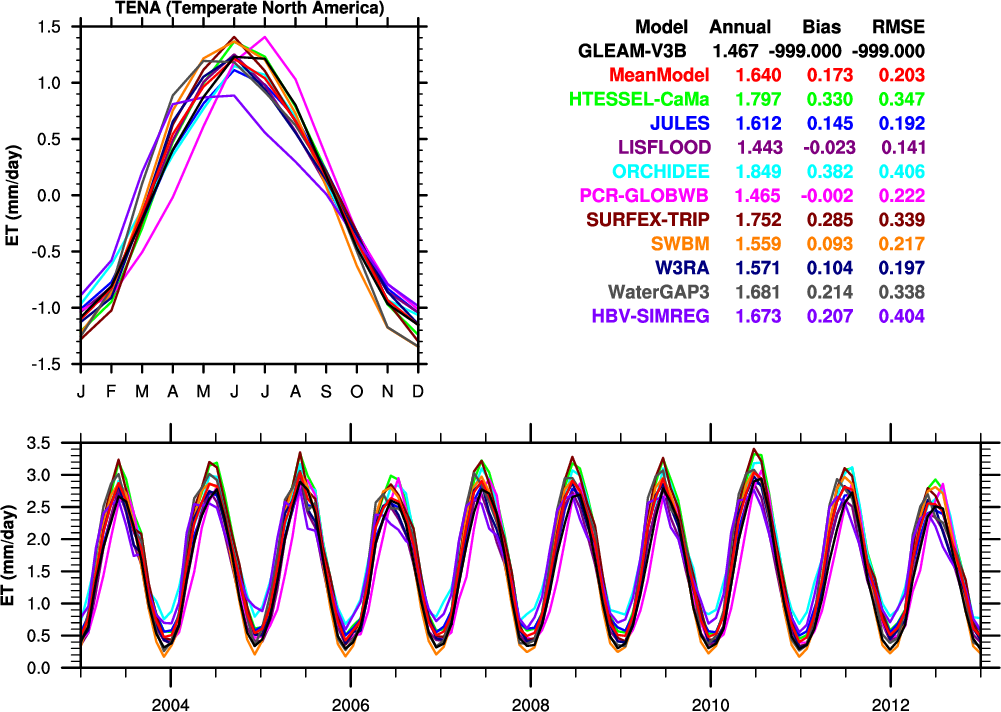 TENA (Temperate North America)
1.5
1.0
0.5
0.0
-0.5
-1.0
-1.5
ET (mm/day)
J F M A M J J A S O N D
Model Annual Bias RMSE
GLEAM-V3B 1.467 -999.000 -999.000
MeanModel 1.640 0.173 0.203
HTESSEL-CaMa 1.797 0.330 0.347
JULES 1.612 0.145 0.192
LISFLOOD 1.443 -0.023 0.141
ORCHIDEE 1.849 0.382 0.406
PCR-GLOBWB 1.465 -0.002 0.222
SURFEX-TRIP 1.752 0.285 0.339
SWBM 1.559 0.093 0.217
W3RA 1.571 0.104 0.197
WaterGAP3 1.681 0.214 0.338
HBV-SIMREG 1.673 0.207 0.404
3.5
3.0
2.5
2.0
1.5
1.0
0.5
0.0
ET (mm/day)
2004 2006 2008 2010 2012